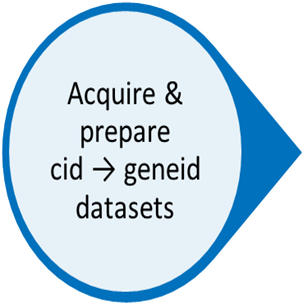 Acquire &
prepare
cid → geneid
datasets